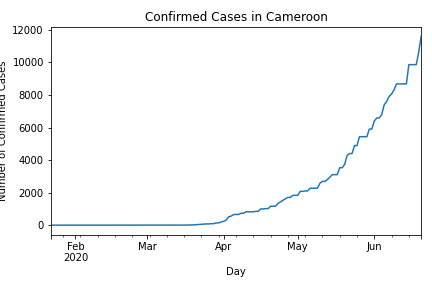 Confirmed Cases in Cameroon
Number of Confirmed Cases
12000
10000
8000
6000
4000
2000
0
Feb
2020
Mar
Apr
May
Jun
Day